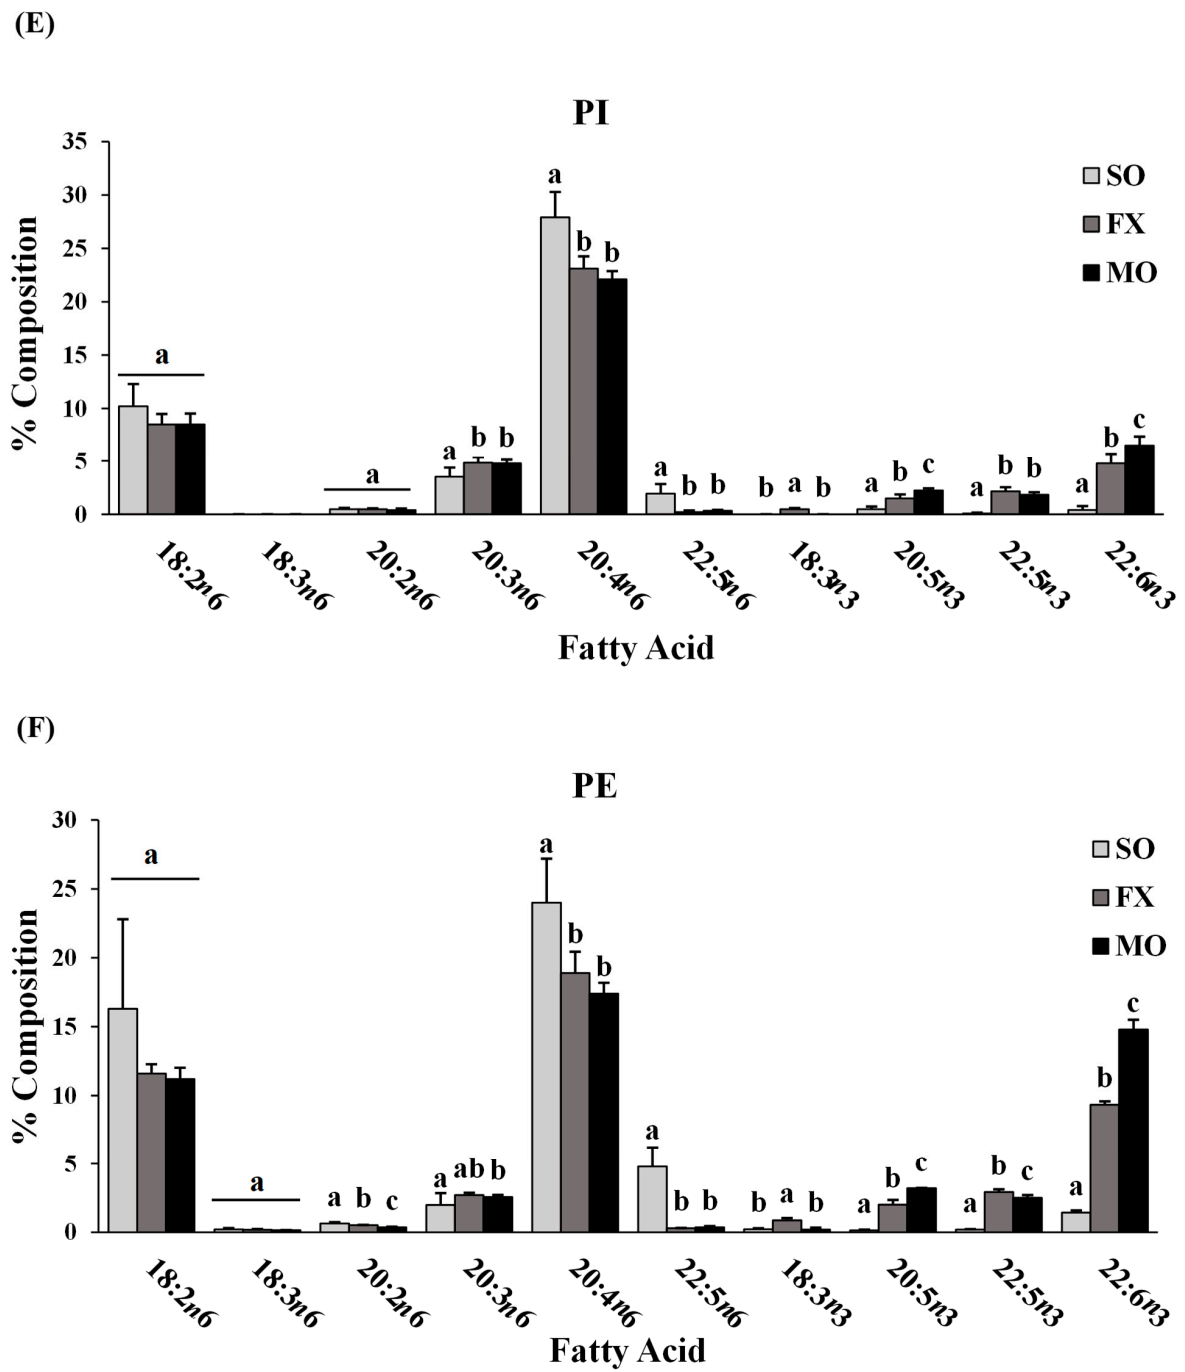 (E)
PI
% Composition
35
30
25
20
15
10
5
0
SO
FX
MO
a
a
a b b
a b b
a b b
b a b
a b c
a b b
a b c
18:2n6
18:3n6
20:2n6
20:3n6
20:4n6
22:5n6
18:3n3
20:5n3
22:5n3
22:6n3
Fatty Acid
(F)
PE
% Composition
30
25
20
15
10
5
0
SO
FX
MO
a
a
a b c
a ab b
a b b
a b b
b a b
a b c
a b c
a b c
18:2n6
18:3n6
20:2n6
20:3n6
20:4n6
22:5n6
18:3n3
20:5n3
22:5n3
22:6n3
Fatty Acid